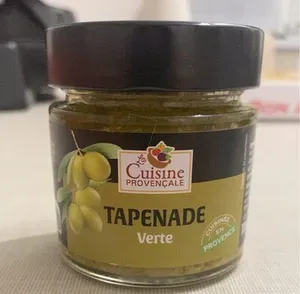 La
Cuisine
PROVENÇALE
TAPENADE
Verte
CUISINÉE
EN
PROVENCE